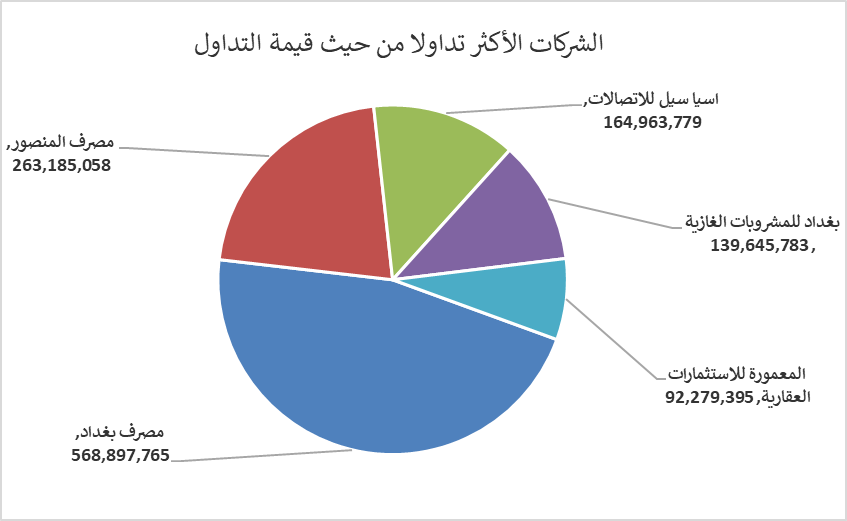 الشركات الأكثر تداولا من حيث قيمة التداول
اسيا سيل للاتصالات,
164,963,779
بغداد للمشروبات الغازية
, 139,645,783
المعمورة للاستثمارات
العقارية, 92,279,395
مصرف بغداد,
568,897,765
مصرف المنصور,
263,185,058